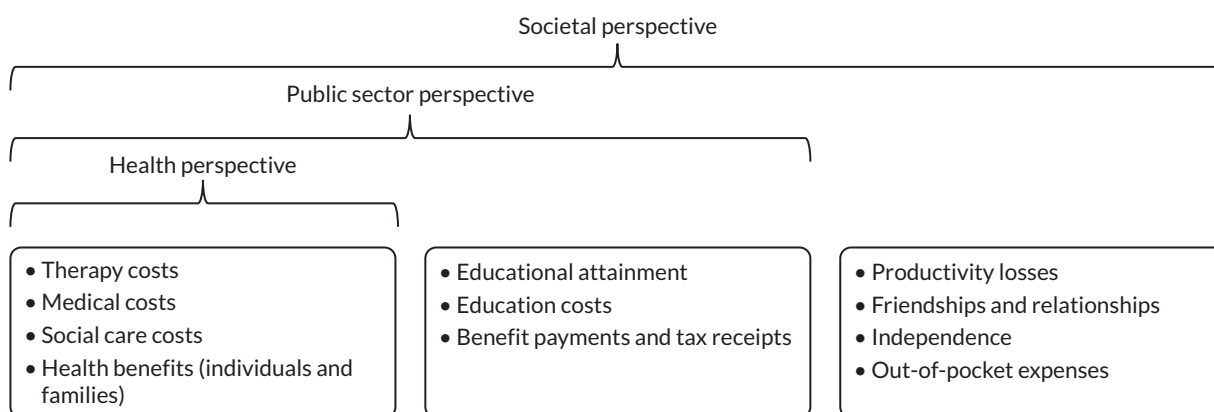 Societal perspective
Public sector perspective
Health perspective
• Therapy costs
• Medical costs
• Social care costs
• Health benefits (individuals and
families)
• Educational attainment
• Education costs
• Benefit payments and tax receipts
• Productivity losses
• Friendships and relationships
• Independence
• Out-of-pocket expenses